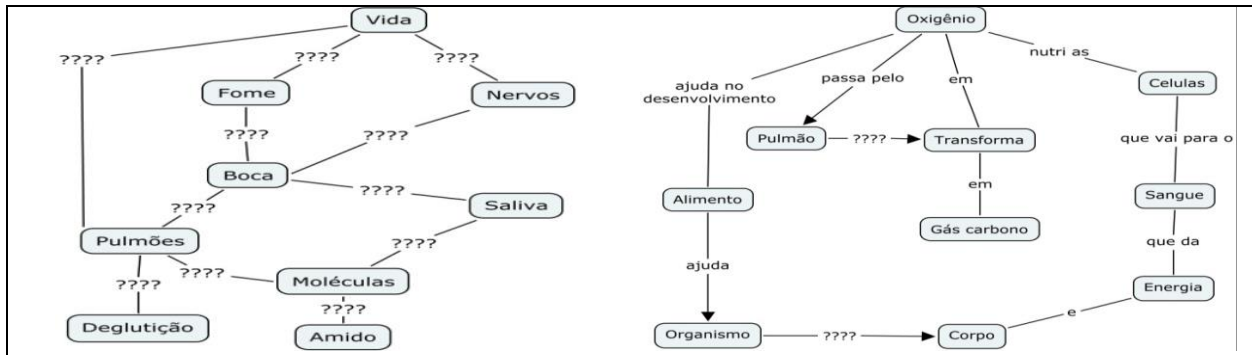 Vida
????
????
????
Fome
Nervos
????
????
Boca
????
Saliva
????
Pulmões
????
????
????
Moléculas
????
Deglutição
Amido
Oxigênio
nutri as
ajuda no
desenvolvimento
passa pelo
em
Celulas
Pulmão
????
Transforma
que vai para o
em
Alimento
Sangue
Gás carbono
que da
ajuda
Energia
e
Organismo
????
Corpo